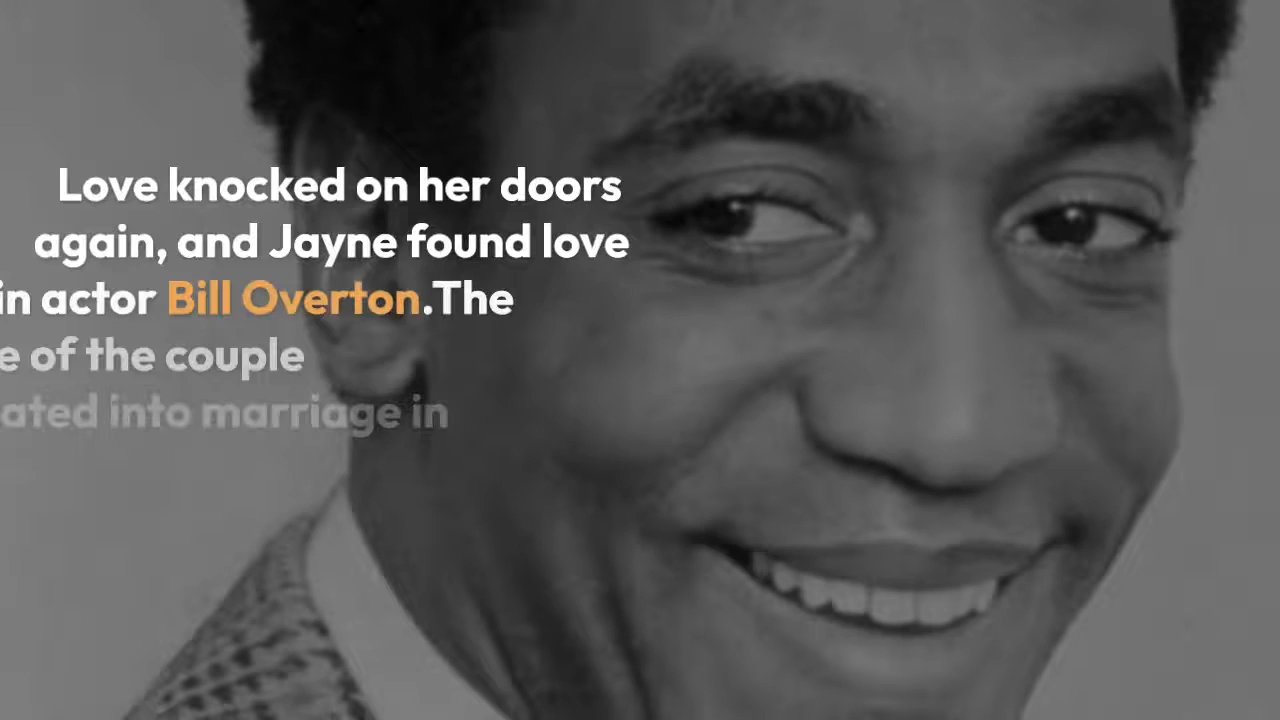 Love knocked on her doors
again, and Jayne found love
in actor Bill Overton.The
of the couple
into marriage in